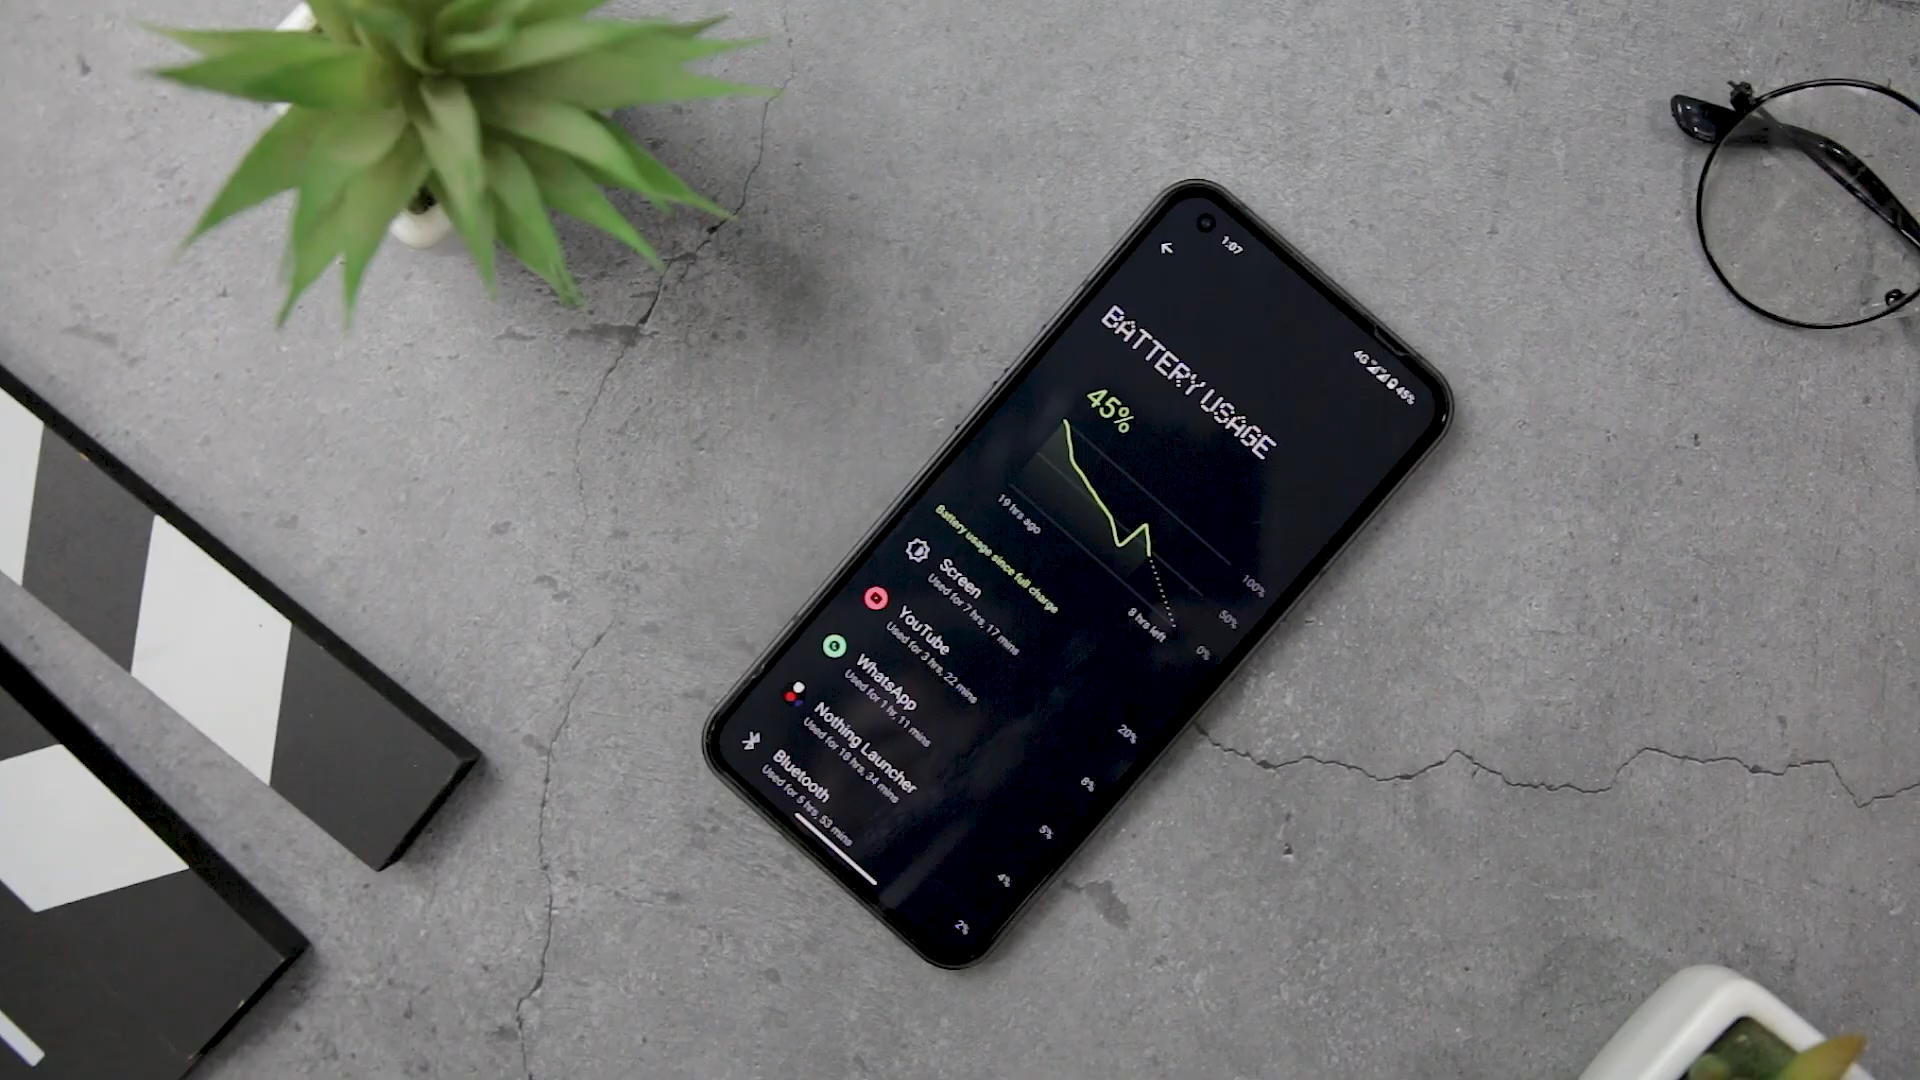 1:07
4G 45%
BATTERY USAGE
45%
100%
50%
0%
19 hrs ago
8 hrs left
Battery usage since full charge
Screen
20%
Used for 7 hrs, 17 mins
YouTube
8%
Used for 3 hrs, 22 mins
WhatsApp
5%
Used for 1 hr, 11 mins
Nothing Launcher
4%
Used for 18 hrs, 34 mins
Bluetooth
2%
Used for 5 hrs, 53 mins